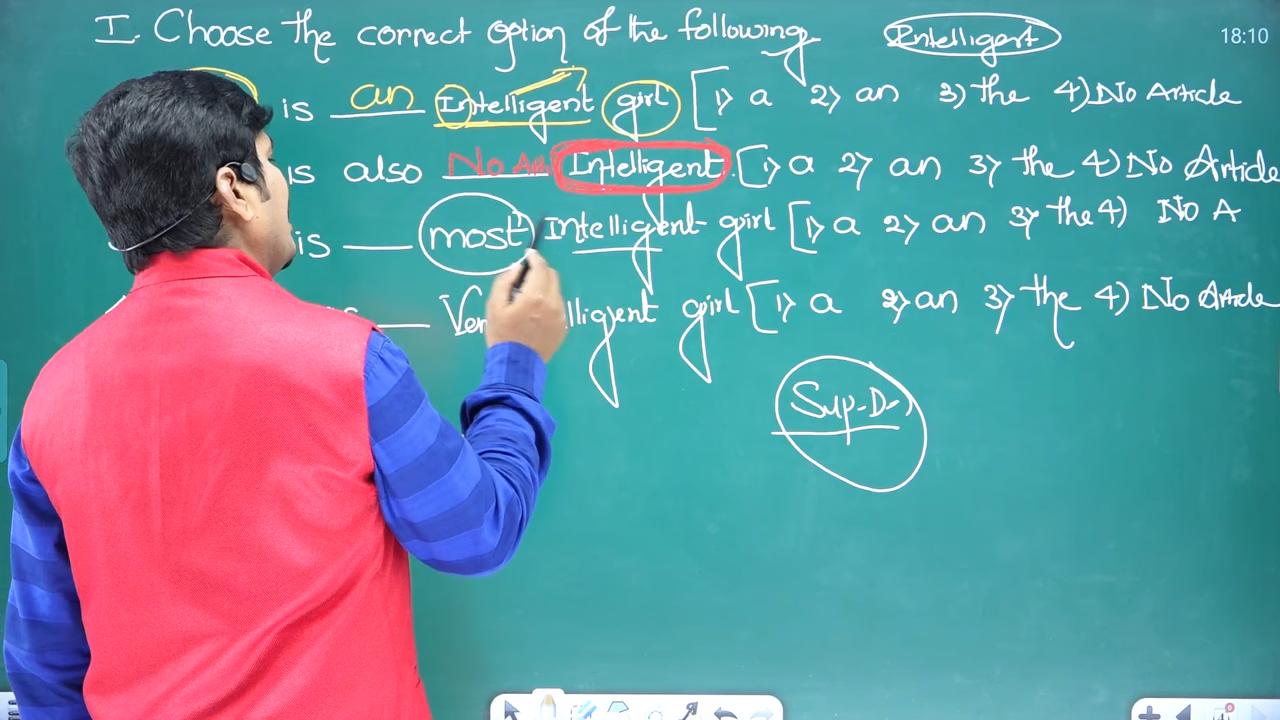 I. Choose the correct option of the following Intelligent 18:10
is an Intelligent girl [1) a 2) an 3) the 4) No Article
is also No Art Intelligent. [1) a 2) an 3) the 4) No Article
is ___ most Intelligent girl [1) a 2) an 3) the 4) No A
___ girl [1) a 2) an 3) the 4) No Article
Sup-D-)